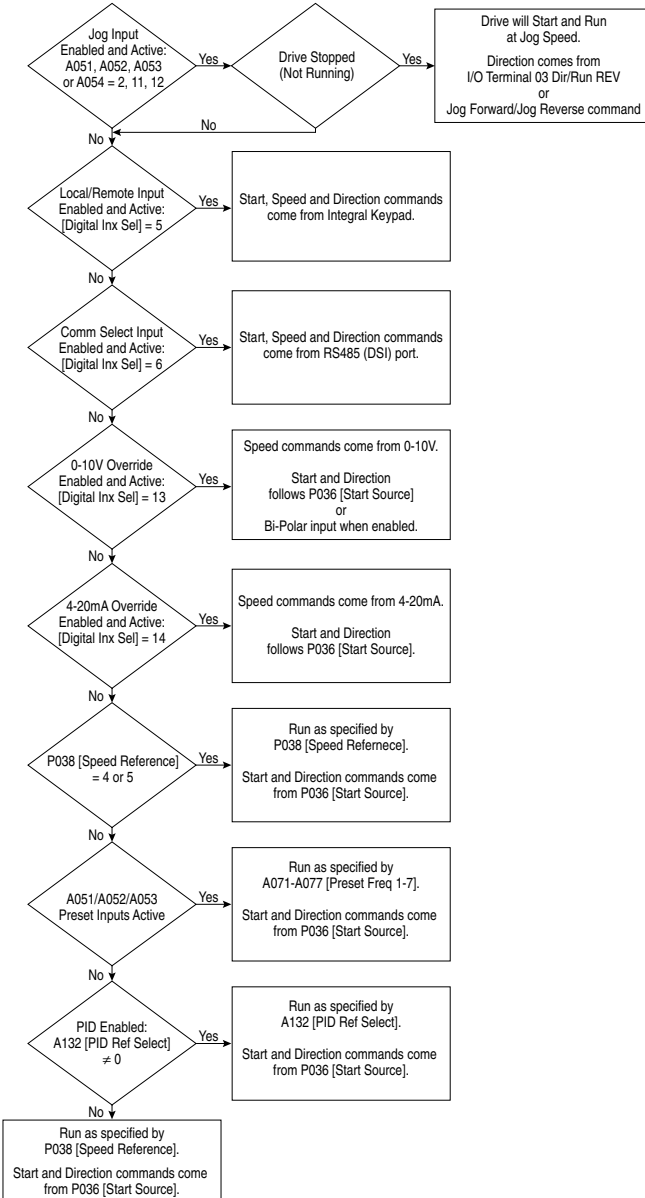 Jog Input
Enabled and Active:
A051, A052, A053
or A054 = 2, 11, 12
Yes
Drive Stopped
(Not Running)
Yes
Drive will Start and Run
at Jog Speed.
Direction comes from
I/O Terminal 03 Dir/Run REV
or
Jog Forward/Jog Reverse command
No
No
Local/Remote Input
Enabled and Active:
[Digital Inx Sel] = 5
Yes
Start, Speed and Direction commands
come from Integral Keypad.
No
Comm Select Input
Enabled and Active:
[Digital Inx Sel] = 6
Yes
Start, Speed and Direction commands
come from RS485 (DSI) port.
No
0-10V Override
Enabled and Active:
[Digital Inx Sel] = 13
Yes
Speed commands come from 0-10V.
Start and Direction
follows P036 [Start Source]
or
Bi-Polar input when enabled.
No
4-20mA Override
Enabled and Active:
[Digital Inx Sel] = 14
Yes
Speed commands come from 4-20mA.
Start and Direction
follows P036 [Start Source].
No
P038 [Speed Reference]
= 4 or 5
Yes
Run as specified by
P038 [Speed Refernece].
Start and Direction commands come
from P036 [Start Source].
No
A051/A052/A053
Preset Inputs Active
Yes
Run as specified by
A071-A077 [Preset Freq 1-7].
Start and Direction commands come
from P036 [Start Source].
No
PID Enabled:
A132 [PID Ref Select]
≠ 0
Yes
Run as specified by
A132 [PID Ref Select].
Start and Direction commands come
from P036 [Start Source].
No
Run as specified by
P038 [Speed Reference].
Start and Direction commands come
from P036 [Start Source].